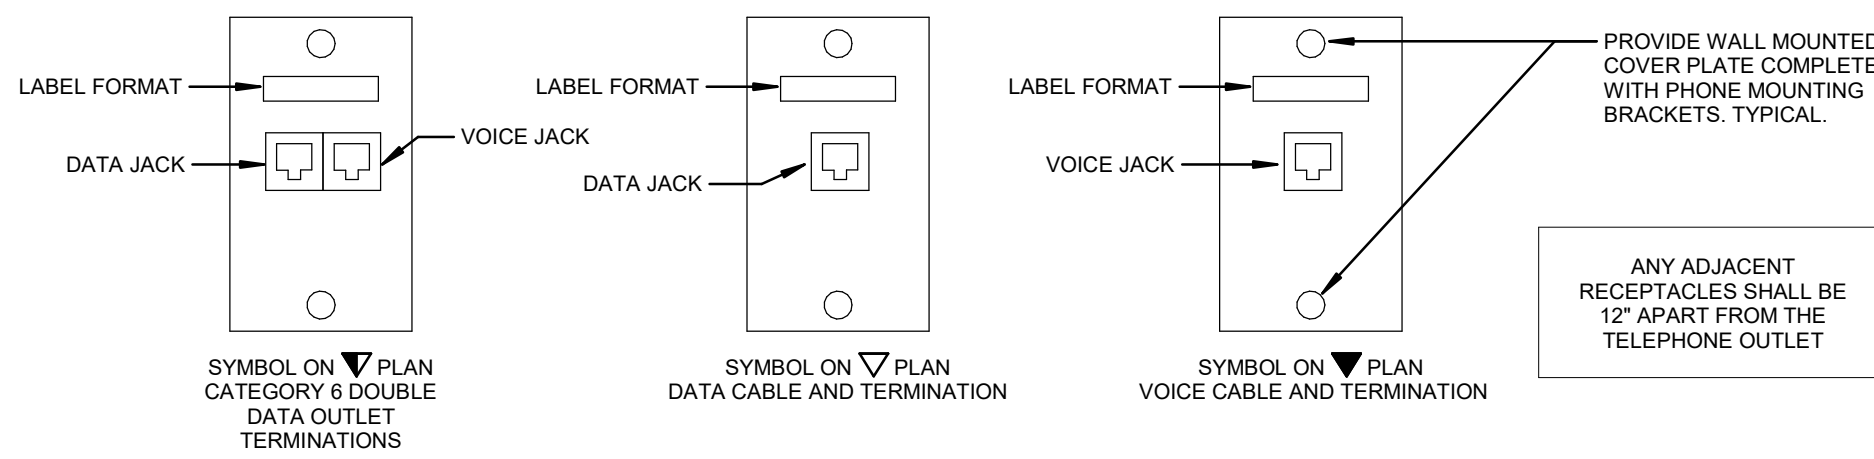 LABEL FORMAT
DATA JACK
VOICE JACK
SYMBOL ON PLAN
CATEGORY 6 DOUBLE
DATA OUTLET
TERMINATIONS
LABEL FORMAT
DATA JACK
SYMBOL ON PLAN
DATA CABLE AND TERMINATION
LABEL FORMAT
VOICE JACK
SYMBOL ON PLAN
VOICE CABLE AND TERMINATION
PROVIDE WALL MOUNTED
COVER PLATE COMPLETE
WITH PHONE MOUNTING
BRACKETS. TYPICAL.
ANY ADJACENT
RECEPTACLES SHALL BE
12" APART FROM THE
TELEPHONE OUTLET